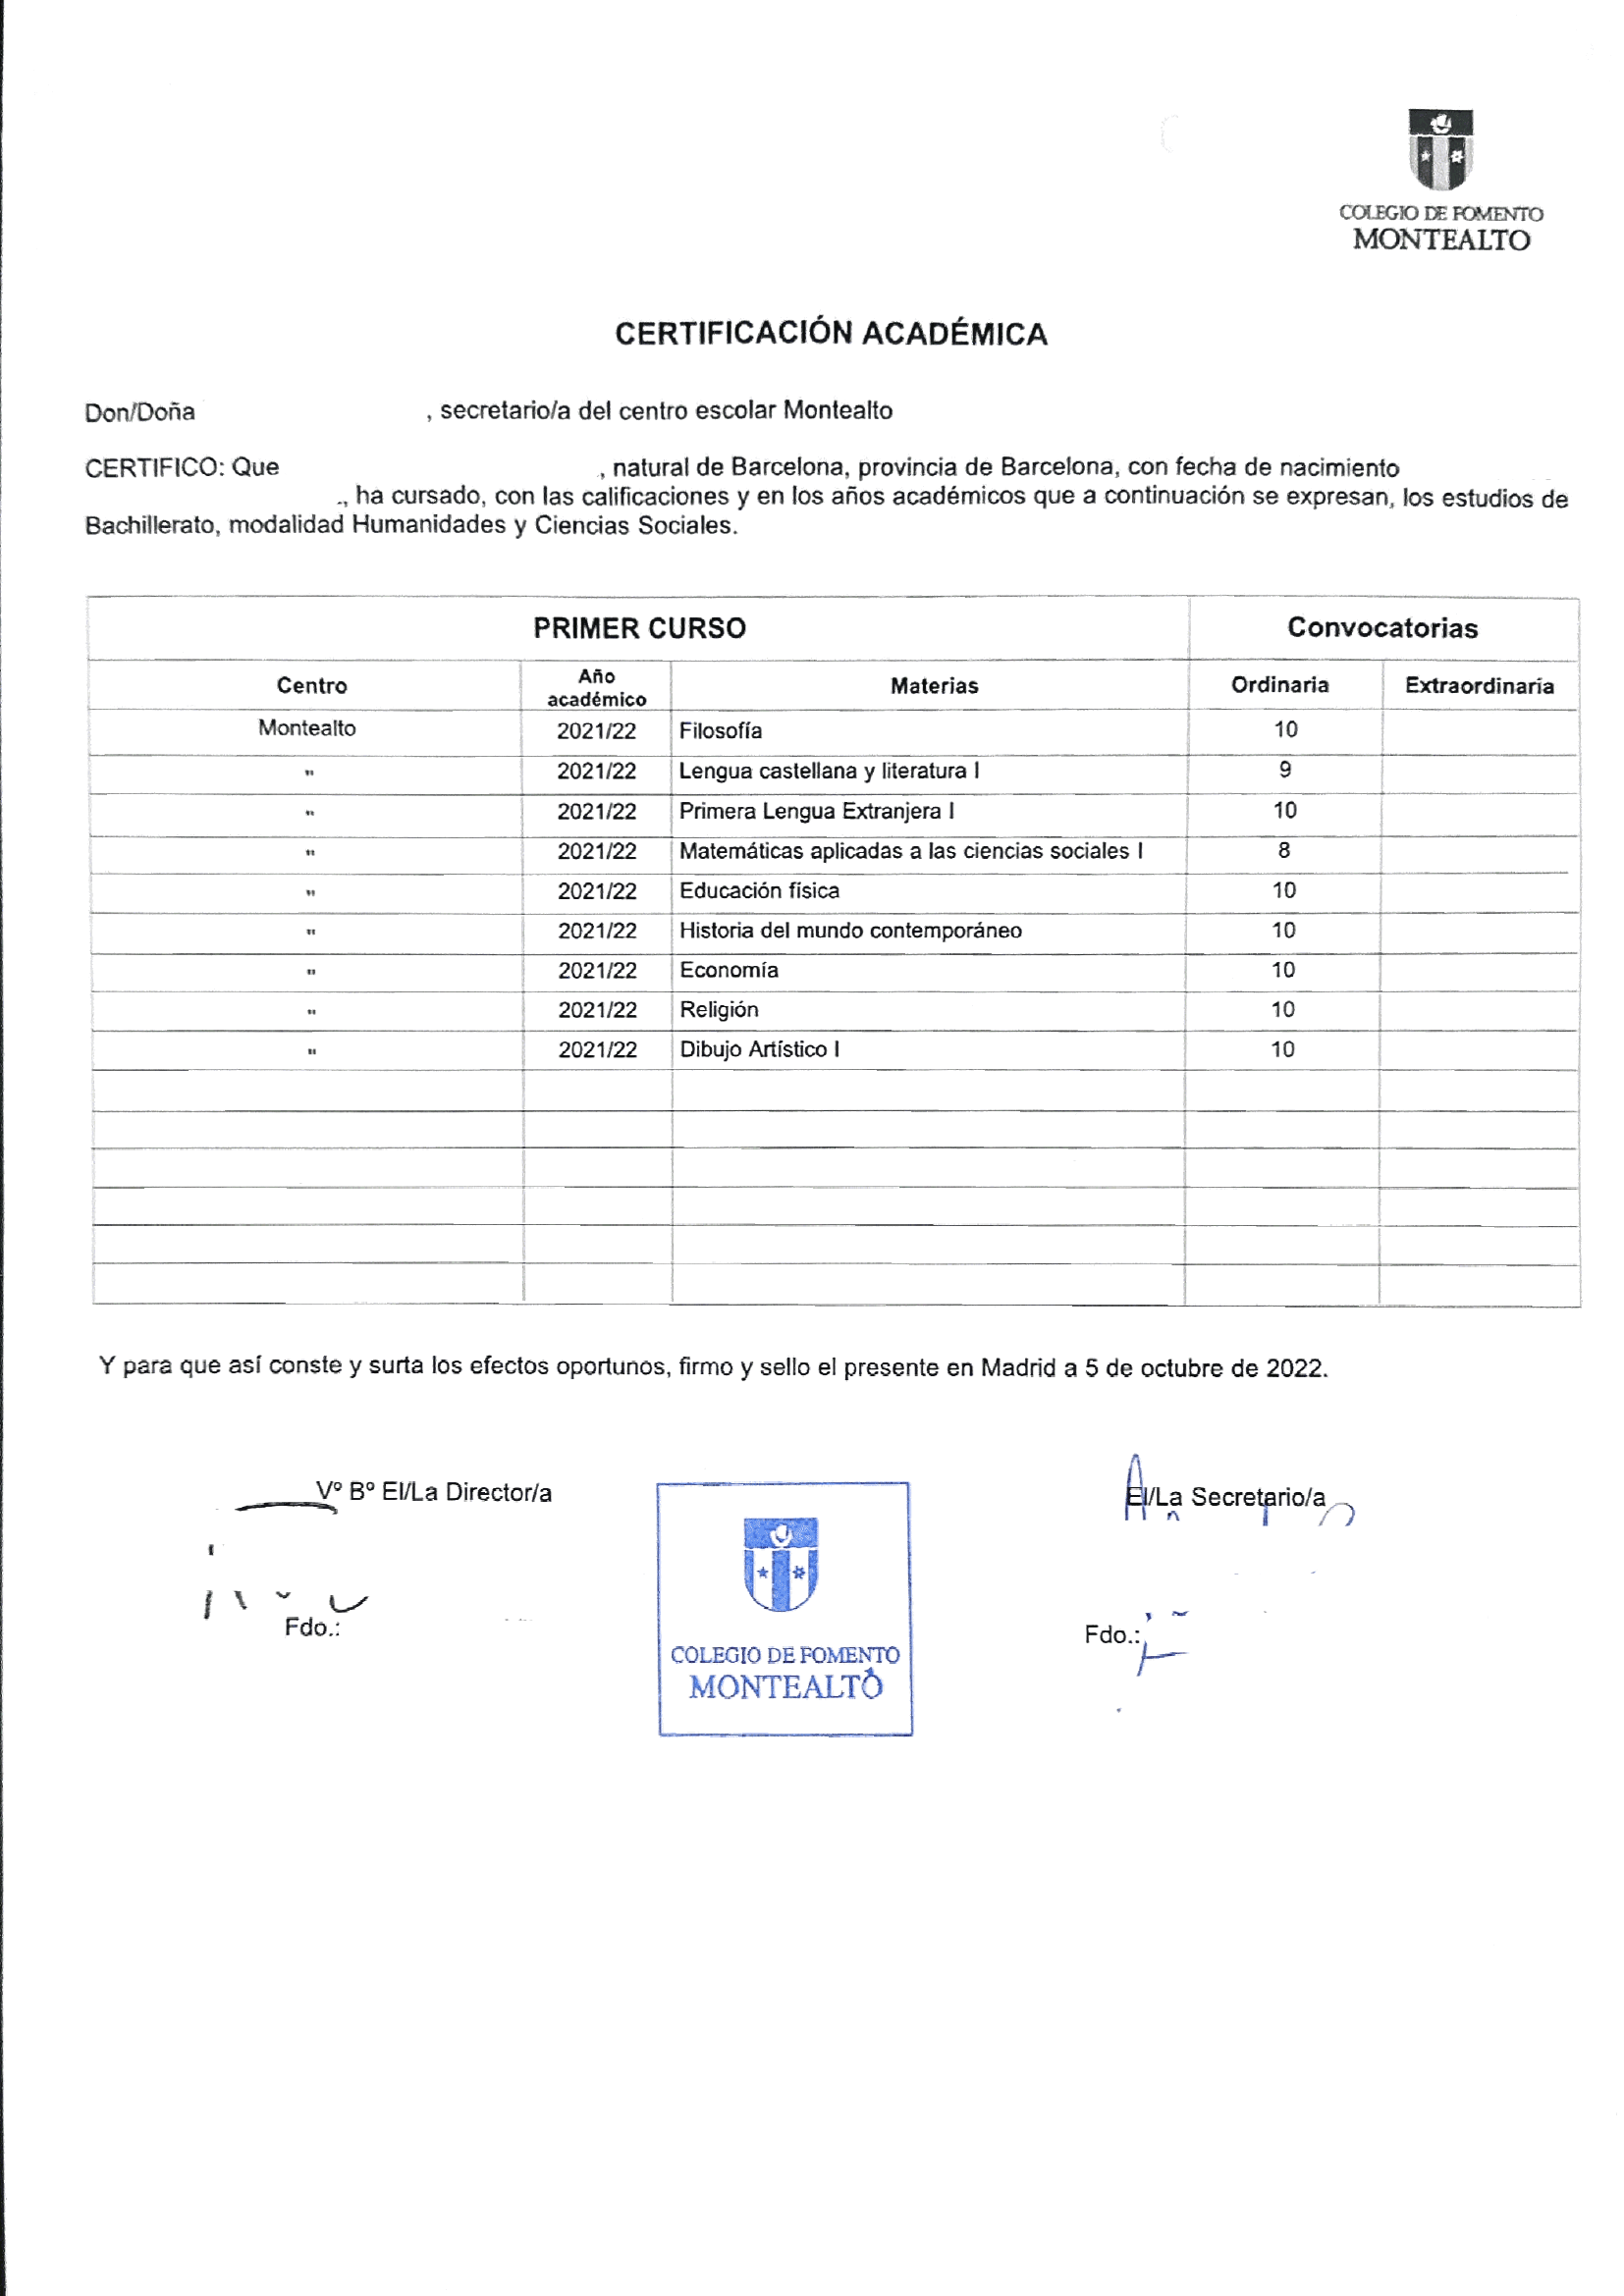 COLEGIO DE FOMENTO
MONTEALTO
CERTIFICACIÓN ACADÉMICA
Don/Doña , secretario/a del centro escolar Montealto
CERTIFICO: Que ., natural de Barcelona, provincia de Barcelona, con fecha de nacimiento
., ha cursado, con las calificaciones y en los años académicos que a continuación se expresan, los estudios de
Bachillerato, modalidad Humanidades y Ciencias Sociales.
PRIMER CURSO Convocatorias
Centro Año académico Materias Ordinaria Extraordinaria
Montealto 2021/22 Filosofía 10
" 2021/22 Lengua castellana y literatura I 9
" 2021/22 Primera Lengua Extranjera I 10
" 2021/22 Matemáticas aplicadas a las ciencias sociales I 8
" 2021/22 Educación física 10
" 2021/22 Historia del mundo contemporáneo 10
" 2021/22 Economía 10
" 2021/22 Religión 10
" 2021/22 Dibujo Artístico I 10
Y para que así conste y surta los efectos oportunos, firmo y sello el presente en Madrid a 5 de octubre de 2022.
Vº Bº El/La Director/a
El/La Secretario/a
Fdo.:
Fdo.:
COLEGIO DE FOMENTO
MONTEALTO